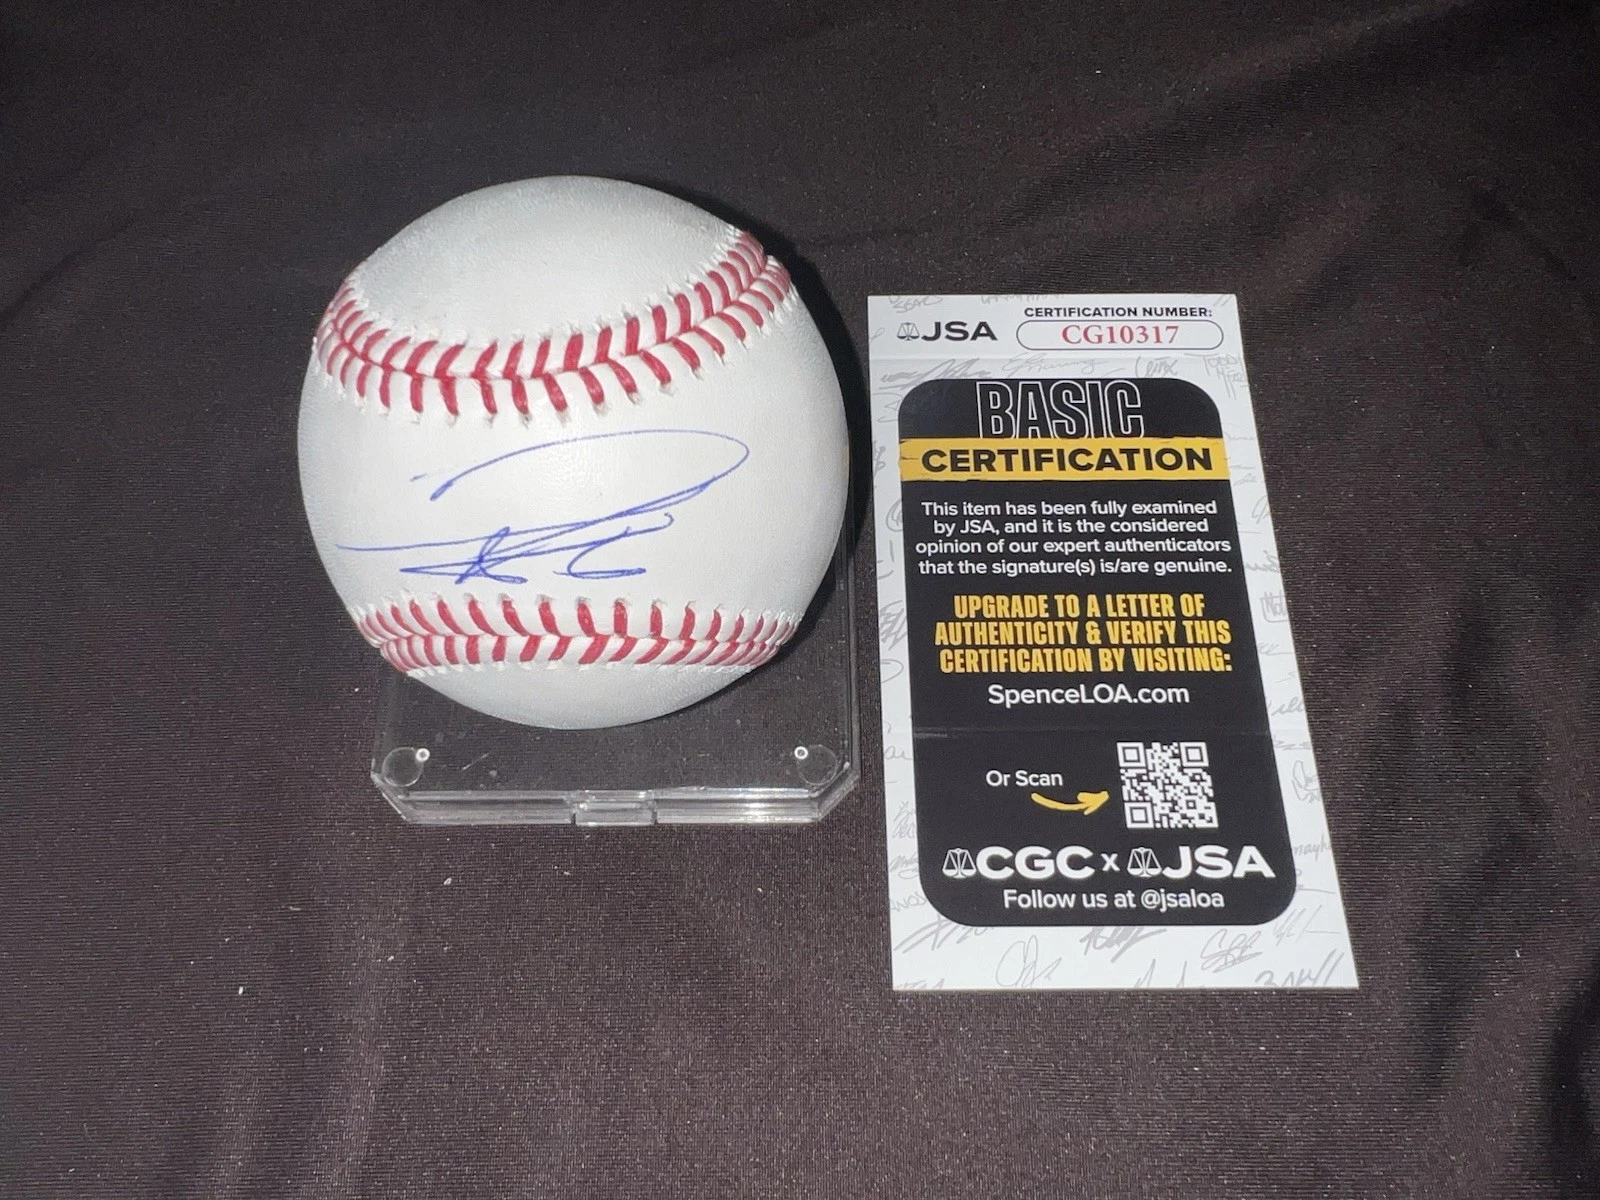 JSA
CERTIFICATION NUMBER:
CG10317
BASIC
CERTIFICATION
This item has been fully examined
by JSA, and it is the considered
opinion of our expert authenticators
that the signature(s) is/are genuine.
UPGRADE TO A LETTER OF
AUTHENTICITY & VERIFY THIS
CERTIFICATION BY VISITING:
SpenceLOA.com
Or Scan
CGC x JSA
Follow us at @jsaloa